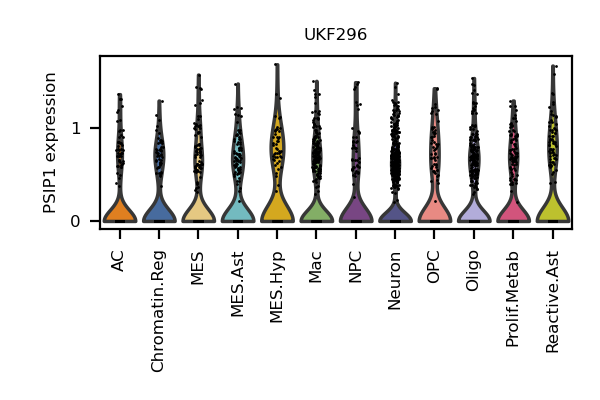 UKF296
PSIP1 expression
1
0
AC
Chromatin.Reg
MES
MES.Ast
MES.Hyp
Mac
NPC
Neuron
OPC
Oligo
Prolif.Metab
Reactive.Ast